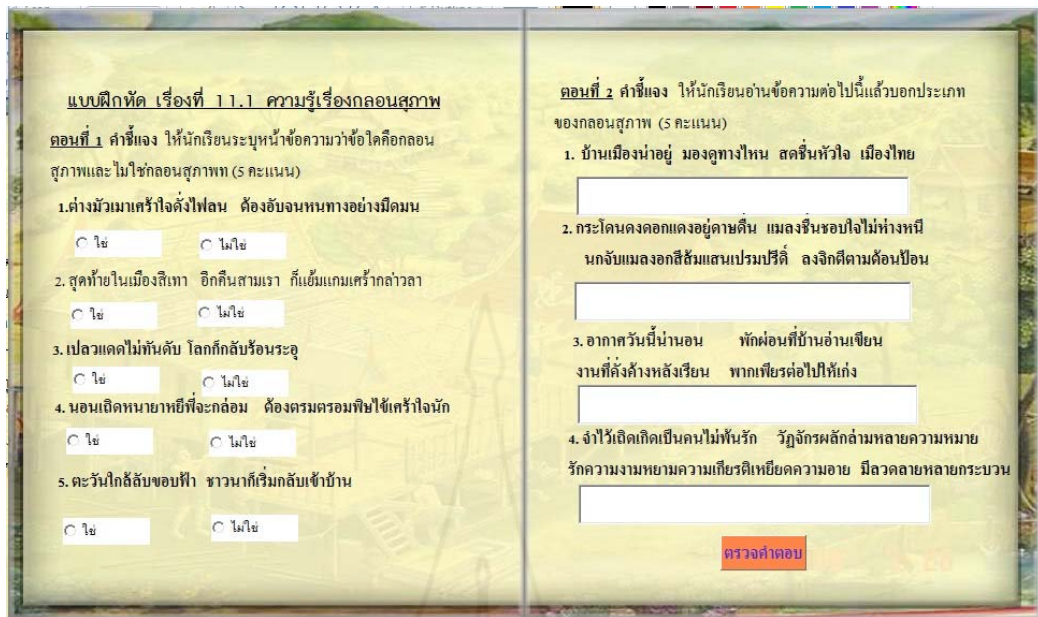 แบบฝึกหัด เรื่องที่ 11.1 ความรู้เรื่องกลอนสุภาพ
ตอนที่ 1 คำชี้แจง ให้นักเรียนระบุหน้าข้อความว่าข้อใดคือกลอน
สุภาพและไม่ใช่กลอนสุภาพท (5 คะแนน)
1.ต่างมัวเมาเศร้าใจดั่งไฟลน ต้องอับจนหนทางอย่างมืดมน
ใช่ ไม่ใช่
2. สุดท้ายในเมืองสีเทา อีกคืนสามเรา ก็แย้มแกมเศร้ากล่าวลา
ใช่ ไม่ใช่
3. เปลวแดดไม่ทันดับ โลกก็กลับร้อนระอุ
ใช่ ไม่ใช่
4. นอนเถิดหนายาหยีพี่จะกล่อม ต้องตรมตรอมพิษไข้เศร้าใจนัก
ใช่ ไม่ใช่
5. ตะวันใกล้ลับขอบฟ้า ชาวนาก็เริ่มกลับเข้าบ้าน
ใช่ ไม่ใช่
ตอนที่ 2 คำชี้แจง ให้นักเรียนอ่านข้อความต่อไปนี้แล้วบอกประเภท
ของกลอนสุภาพ (5 คะแนน)
1. บ้านเมืองน่าอยู่ มองดูทางไหน สดชื่นหัวใจ เมืองไทย
2. กระโดนดงดอกแดงอยู่ดาษดื่น แมลงชื่นชอบใจไม่ห่างหนี
นกจับแมลงอกสีส้มแสนเปรมปรีดิ์ ลงจิกตีตามต้อนป้อน
3. อากาศวันนี้น่านอน พักผ่อนที่บ้านอ่านเขียน
งานที่คั่งค้างหลังเรียน พากเพียรต่อไปให้เก่ง
4. จำไว้เถิดเกิดเป็นคนไม่พ้นรัก วัฏจักรผลักล่ามหลายความหมาย
รักความงามหยามความเกียรติเหยียดความอาย มีลวดลายหลายกระบวน
ตรวจคำตอบ